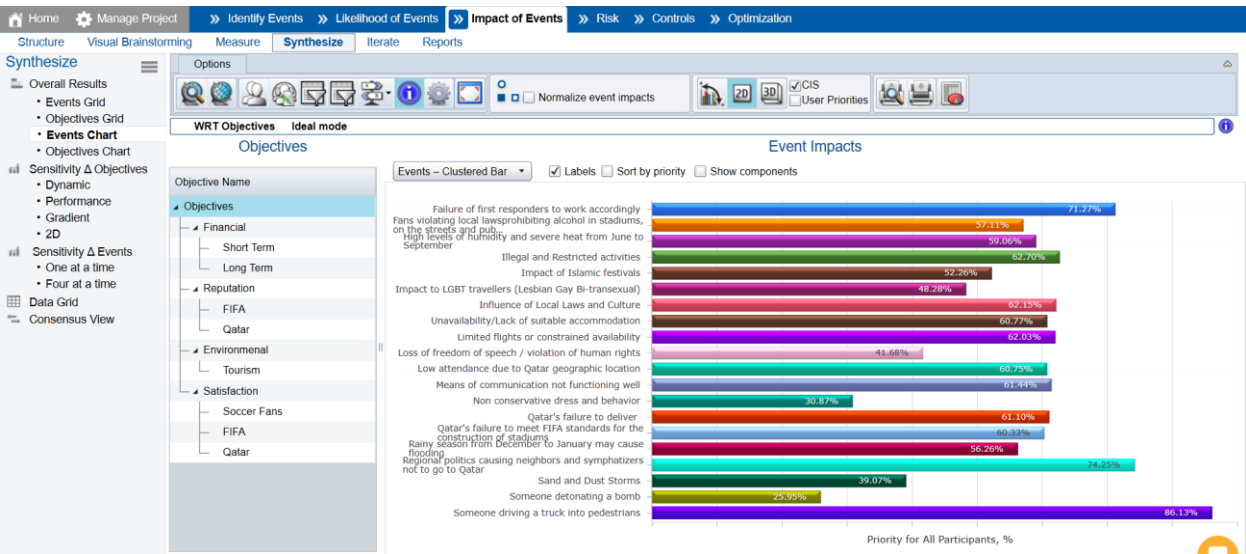 Home Manage Project Identify Events Likelihood of Events Impact of Events Risk Controls Optimization
Structure Visual Brainstorming Measure Synthesize Iterate Reports
Synthesize
Overall Results
Events Grid
Objectives Grid
Events Chart
Objectives Chart
Sensitivity Δ Objectives
Dynamic
Performance
Gradient
2D
Sensitivity Δ Events
One at a time
Four at a time
Data Grid
Consensus View
Options
Normalize event impacts
2D 3D CIS
User Priorities
WRT Objectives Ideal mode
Objectives
Objective Name
Objectives
Financial
Short Term
Long Term
Reputation
FIFA
Qatar
Environmenal
Tourism
Satisfaction
Soccer Fans
FIFA
Qatar
Event Impacts
Events – Clustered Bar Labels Sort by priority Show components
Failure of first responders to work accordingly 71.27%
Fans violating local lawsprohibiting alcohol in stadiums,
on the streets and pub... 57.11%
High levels of humidity and severe heat from June to
September 59.06%
Illegal and Restricted activities 62.70%
Impact of Islamic festivals 52.26%
Impact to LGBT travellers (Lesbian Gay Bi-transexual) 48.28%
Influence of Local Laws and Culture 62.15%
Unavailability/Lack of suitable accommodation 60.77%
Limited flights or constrained availability 62.03%
Loss of freedom of speech / violation of human rights 41.68%
Low attendance due to Qatar geographic location 60.75%
Means of communication not functioning well 61.44%
Non conservative dress and behavior 30.87%
Qatar's failure to deliver 61.10%
Qatar's failure to meet FIFA standards for the
construction of stadiums 60.33%
Rainy season from December to January may cause
flooding 56.26%
Regional politics causing neighbors and symphatizers
not to go to Qatar 74.25%
Sand and Dust Storms 39.07%
Someone detonating a bomb 25.95%
Someone driving a truck into pedestrians 86.13%
Priority for All Participants, %